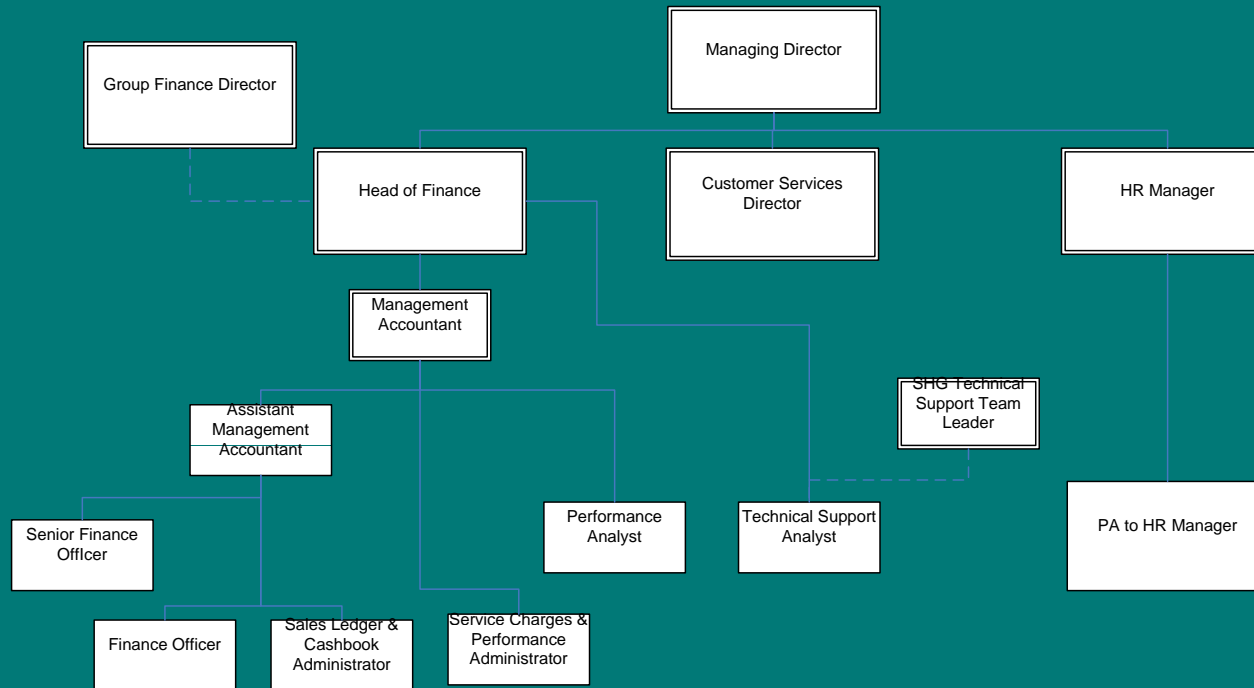 Managing Director
Group Finance Director
Head of Finance
Customer Services
Director
HR Manager
Management
Accountant
SHG Technical
Support Team
Leader
Assistant
Management
Accountant
Senior Finance
OffIcer
Performance
Analyst
Technical Support
Analyst
PA to HR Manager
Finance Officer
Sales Ledger &
Cashbook
Administrator
Service Charges &
Performance
Administrator